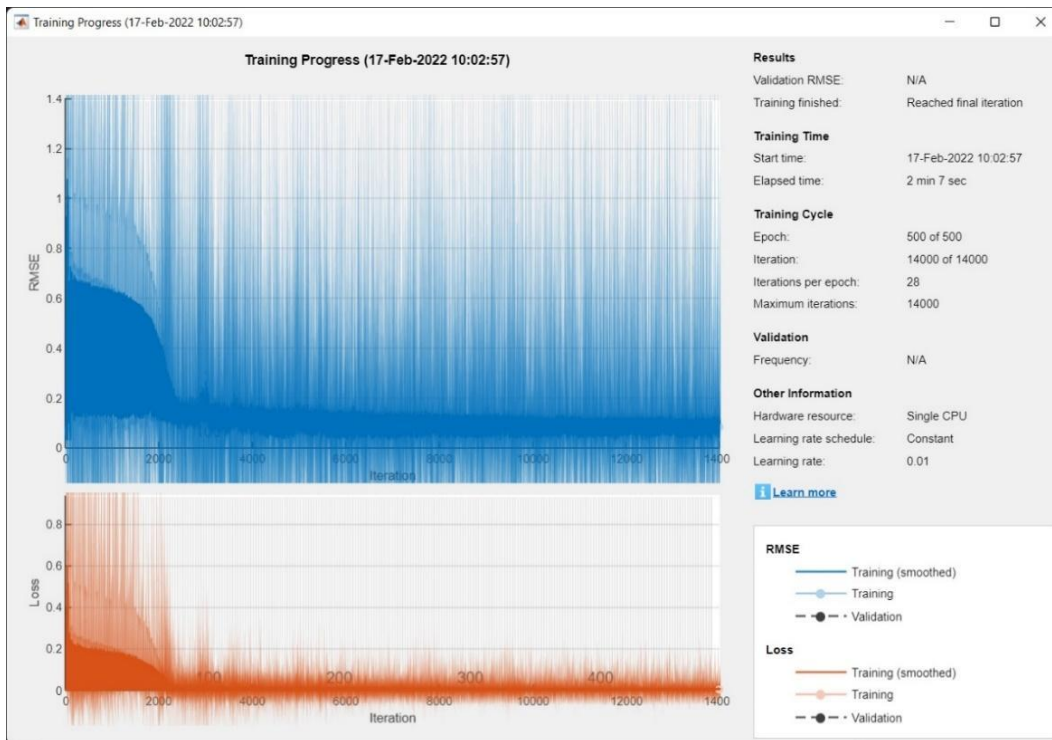 Training Progress (17-Feb-2022 10:02:57)
Training Progress (17-Feb-2022 10:02:57)
1.4
1.2
1
0.8
0.6
0.4
0.2
0
RMSE
0 2000 4000 6000 8000 10000 12000 1400
Iteration
0.8
0.6
0.4
0.2
0
Loss
100 200 300 400
0 2000 4000 6000 8000 10000 12000 1400
Iteration
Results
Validation RMSE: N/A
Training finished: Reached final iteration
Training Time
Start time: 17-Feb-2022 10:02:57
Elapsed time: 2 min 7 sec
Training Cycle
Epoch: 500 of 500
Iteration: 14000 of 14000
Iterations per epoch: 28
Maximum iterations: 14000
Validation
Frequency: N/A
Other Information
Hardware resource: Single CPU
Learning rate schedule: Constant
Learning rate: 0.01
i Learn more
RMSE
Training (smoothed)
Training
Validation
Loss
Training (smoothed)
Training
Validation